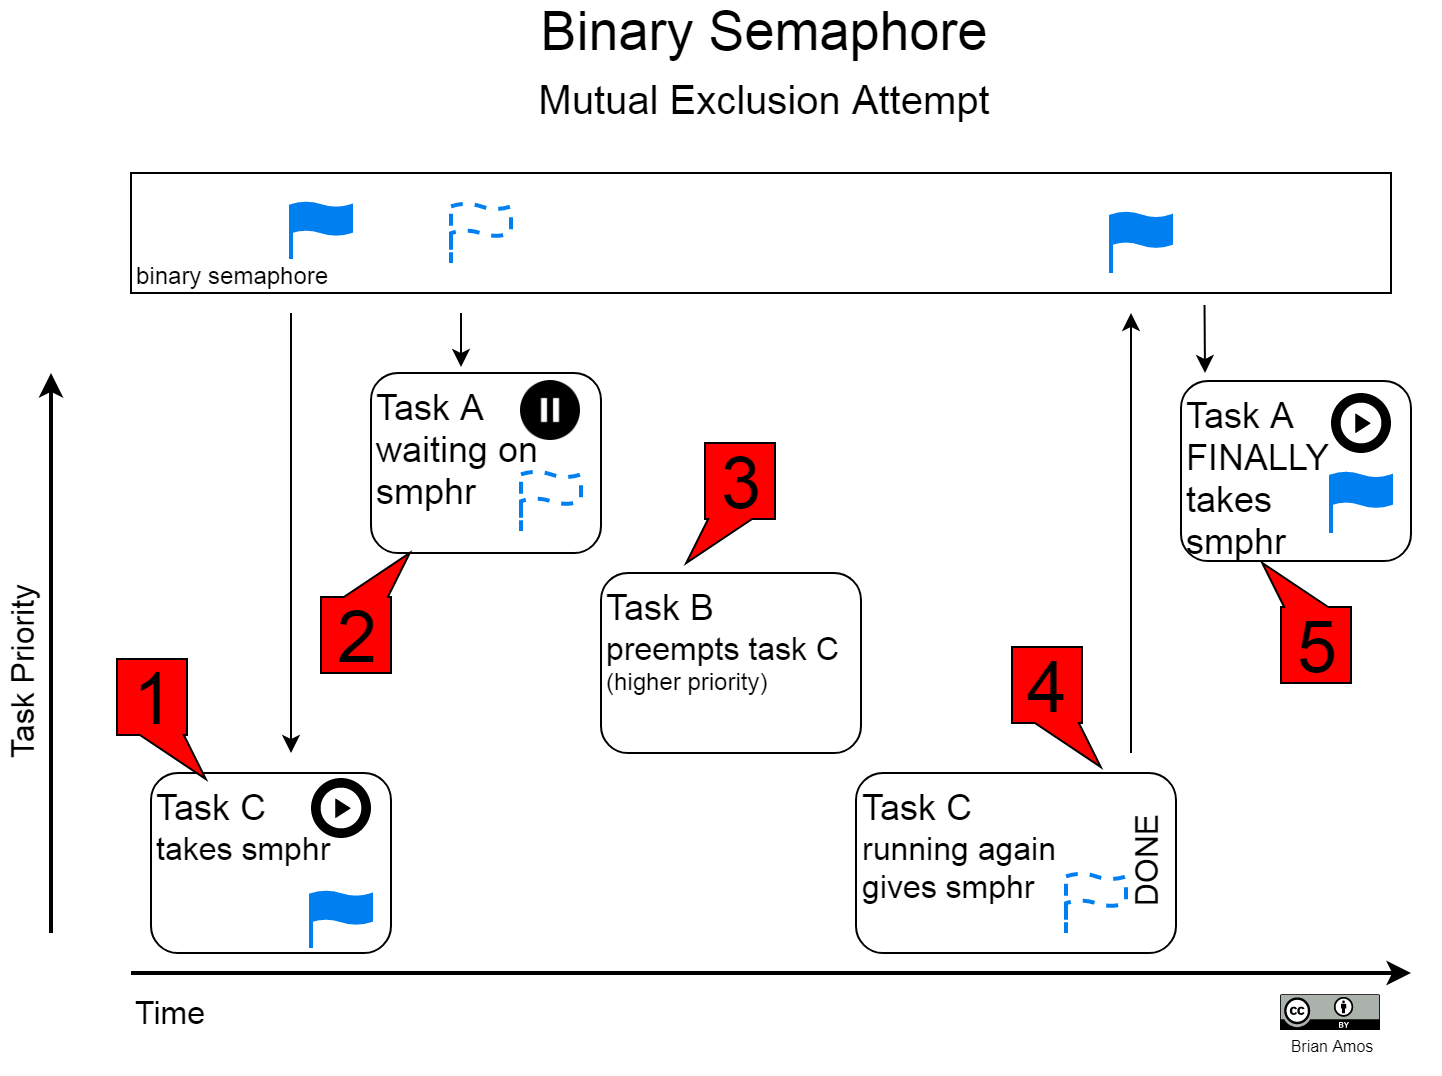 Binary Semaphore
Mutual Exclusion Attempt
binary semaphore
Task Priority
1
Task C
takes smphr
2
Task A
waiting on
smphr
3
Task B
preempts task C
(higher priority)
4
Task C
running again
gives smphr
DONE
5
Task A
FINALLY
takes
smphr
Time
cc
BY
Brian Amos